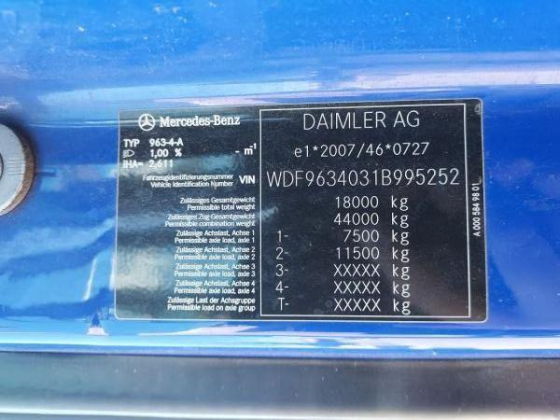 Mercedes-Benz
DAIMLER AG
TYP 963-4-A
1,00 % - m-1
e1*2007/46*0727
IHA= 2,611
Fahrzeugidentifizierungsnummer
Vehicle Identification Number VIN WDF9634031B995252
Zulässiges Gesamtgewicht
Permissible total weight 18000 kg
Zulässiges Zug-Gesamtgewicht
Permissible combination weight 44000 kg
Zulässige Achslast, Achse 1
Permissible axle load, axle 1 1- 7500 kg
Zulässige Achslast, Achse 2
Permissible axle load, axle 2 2- 11500 kg
Zulässige Achslast, Achse 3
Permissible axle load, axle 3 3- XXXXX kg
Zulässige Achslast, Achse 4
Permissible axle load, axle 4 4- XXXXX kg
Zulässige Last der Achsgruppe
Permissible load on axle group T- XXXXX kg
A 000 584 98 01